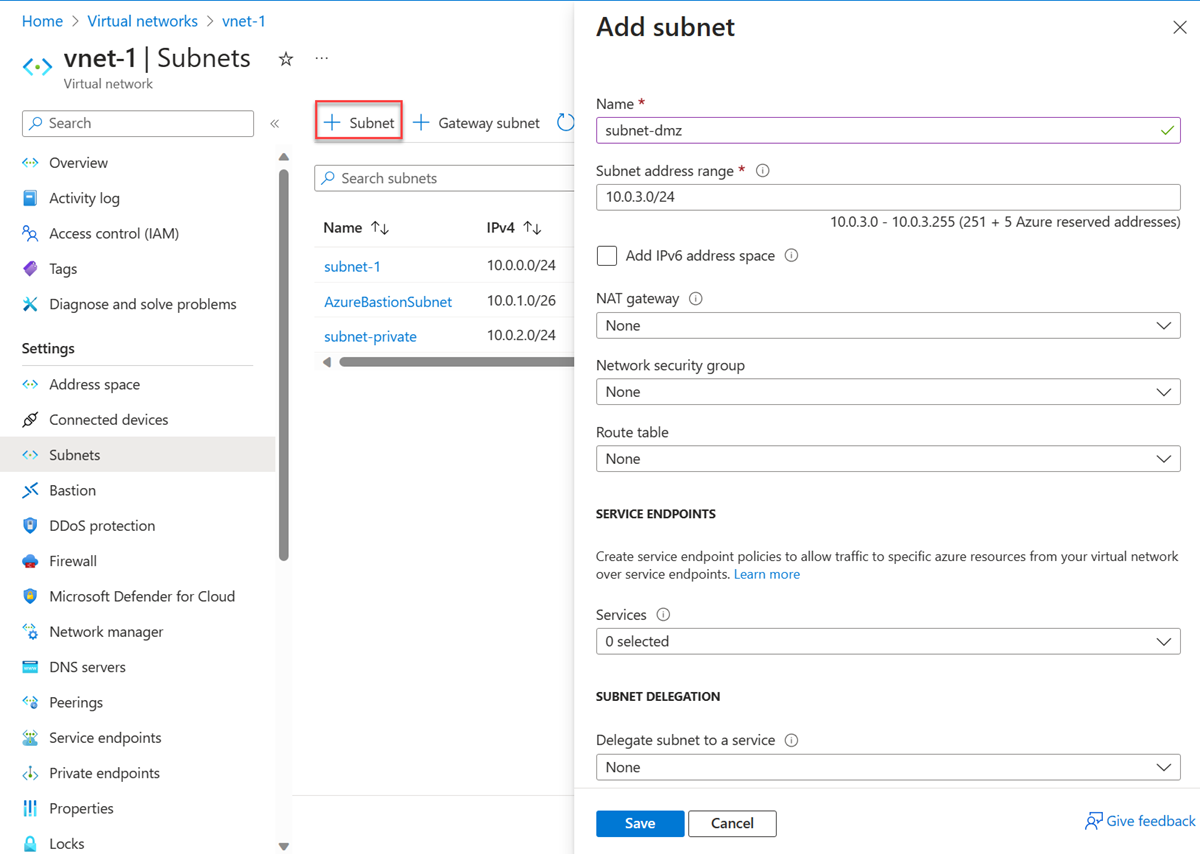 Home > Virtual networks > vnet-1
vnet-1 | Subnets
Virtual network
Search
Overview
Activity log
Access control (IAM)
Tags
Diagnose and solve problems
Settings
Address space
Connected devices
Subnets
Bastion
DDoS protection
Firewall
Microsoft Defender for Cloud
Network manager
DNS servers
Peerings
Service endpoints
Private endpoints
Properties
Locks
+ Subnet + Gateway subnet
Search subnets
Name ↑↓ IPv4 ↑↓
subnet-1 10.0.0.0/24
AzureBastionSubnet 10.0.1.0/26
subnet-private 10.0.2.0/24
Add subnet
Name *
subnet-dmz
Subnet address range *
10.0.3.0/24
10.0.3.0 - 10.0.3.255 (251 + 5 Azure reserved addresses)
Add IPv6 address space
NAT gateway
None
Network security group
None
Route table
None
SERVICE ENDPOINTS
Create service endpoint policies to allow traffic to specific azure resources from your virtual network
over service endpoints. Learn more
Services
0 selected
SUBNET DELEGATION
Delegate subnet to a service
None
Save Cancel
Give feedback